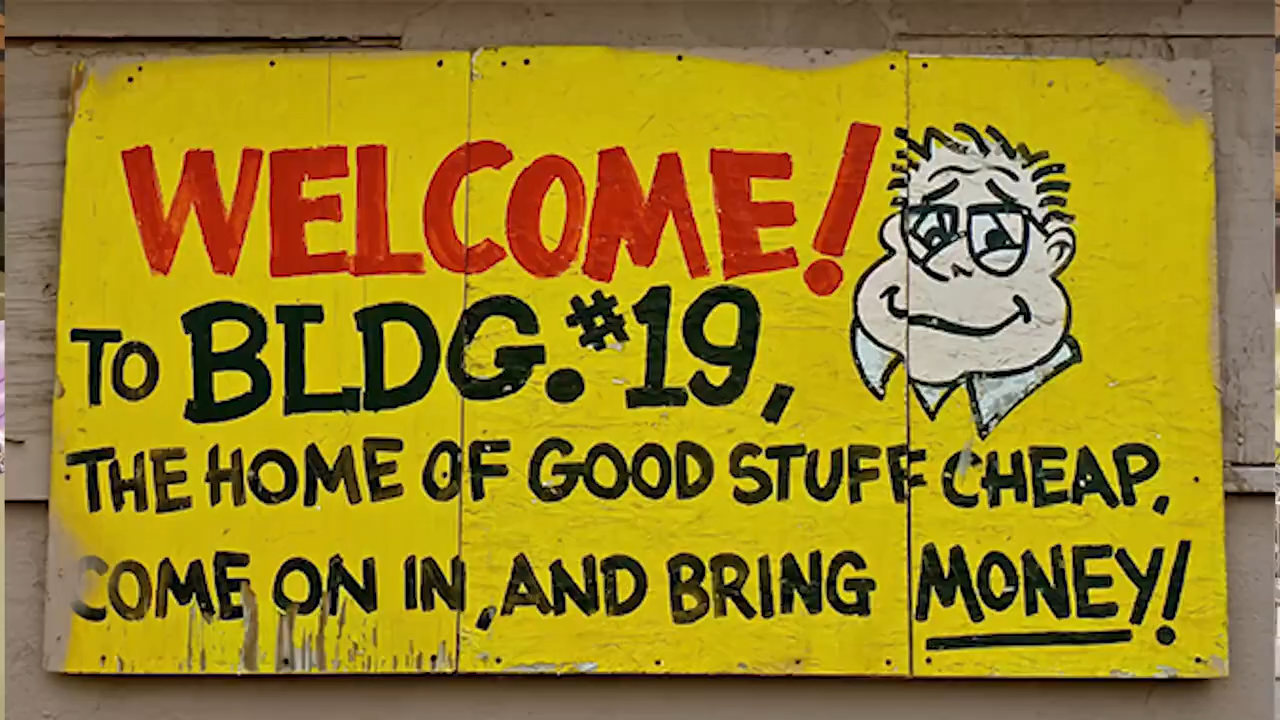 WELCOME!
TO BLDG. #19,
THE HOME OF GOOD STUFF CHEAP,
COME ON IN, AND BRING MONEY!